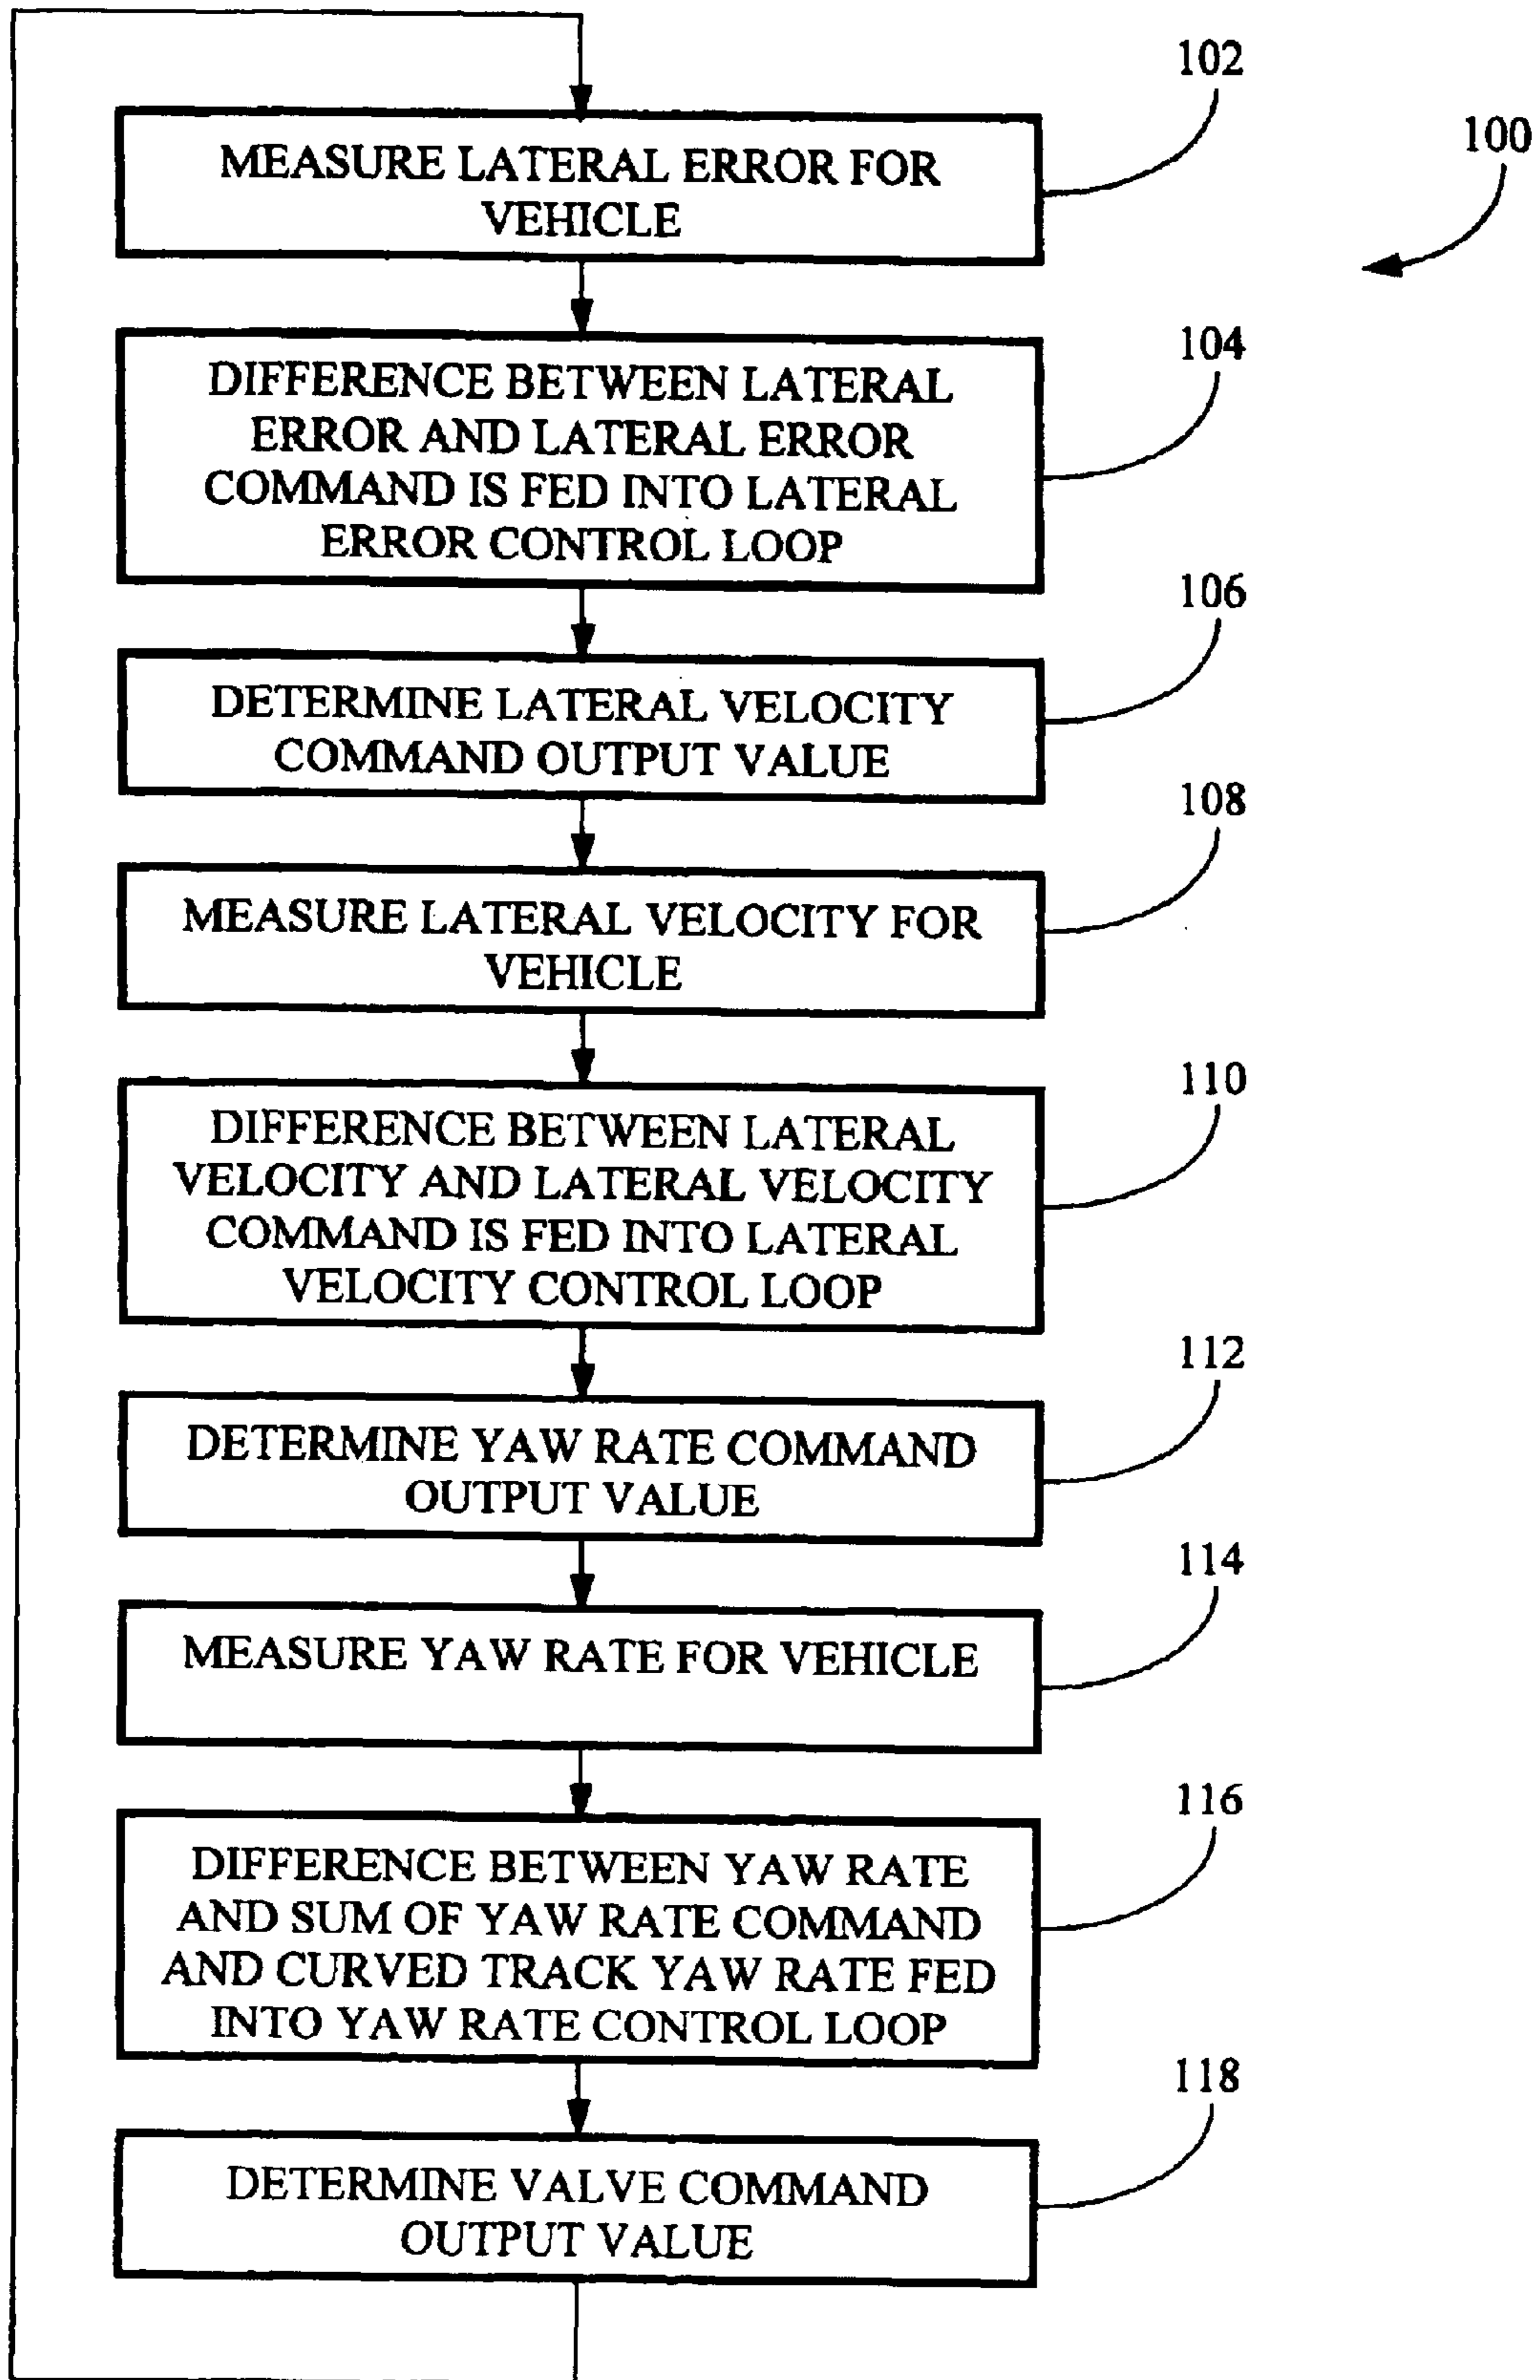 102
100
MEASURE LATERAL ERROR FOR
VEHICLE
104
DIFFERENCE BETWEEN LATERAL
ERROR AND LATERAL ERROR
COMMAND IS FED INTO LATERAL
ERROR CONTROL LOOP
106
DETERMINE LATERAL VELOCITY
COMMAND OUTPUT VALUE
108
MEASURE LATERAL VELOCITY FOR
VEHICLE
110
DIFFERENCE BETWEEN LATERAL
VELOCITY AND LATERAL VELOCITY
COMMAND IS FED INTO LATERAL
VELOCITY CONTROL LOOP
112
DETERMINE YAW RATE COMMAND
OUTPUT VALUE
114
MEASURE YAW RATE FOR VEHICLE
116
DIFFERENCE BETWEEN YAW RATE
AND SUM OF YAW RATE COMMAND
AND CURVED TRACK YAW RATE FED
INTO YAW RATE CONTROL LOOP
118
DETERMINE VALVE COMMAND
OUTPUT VALUE